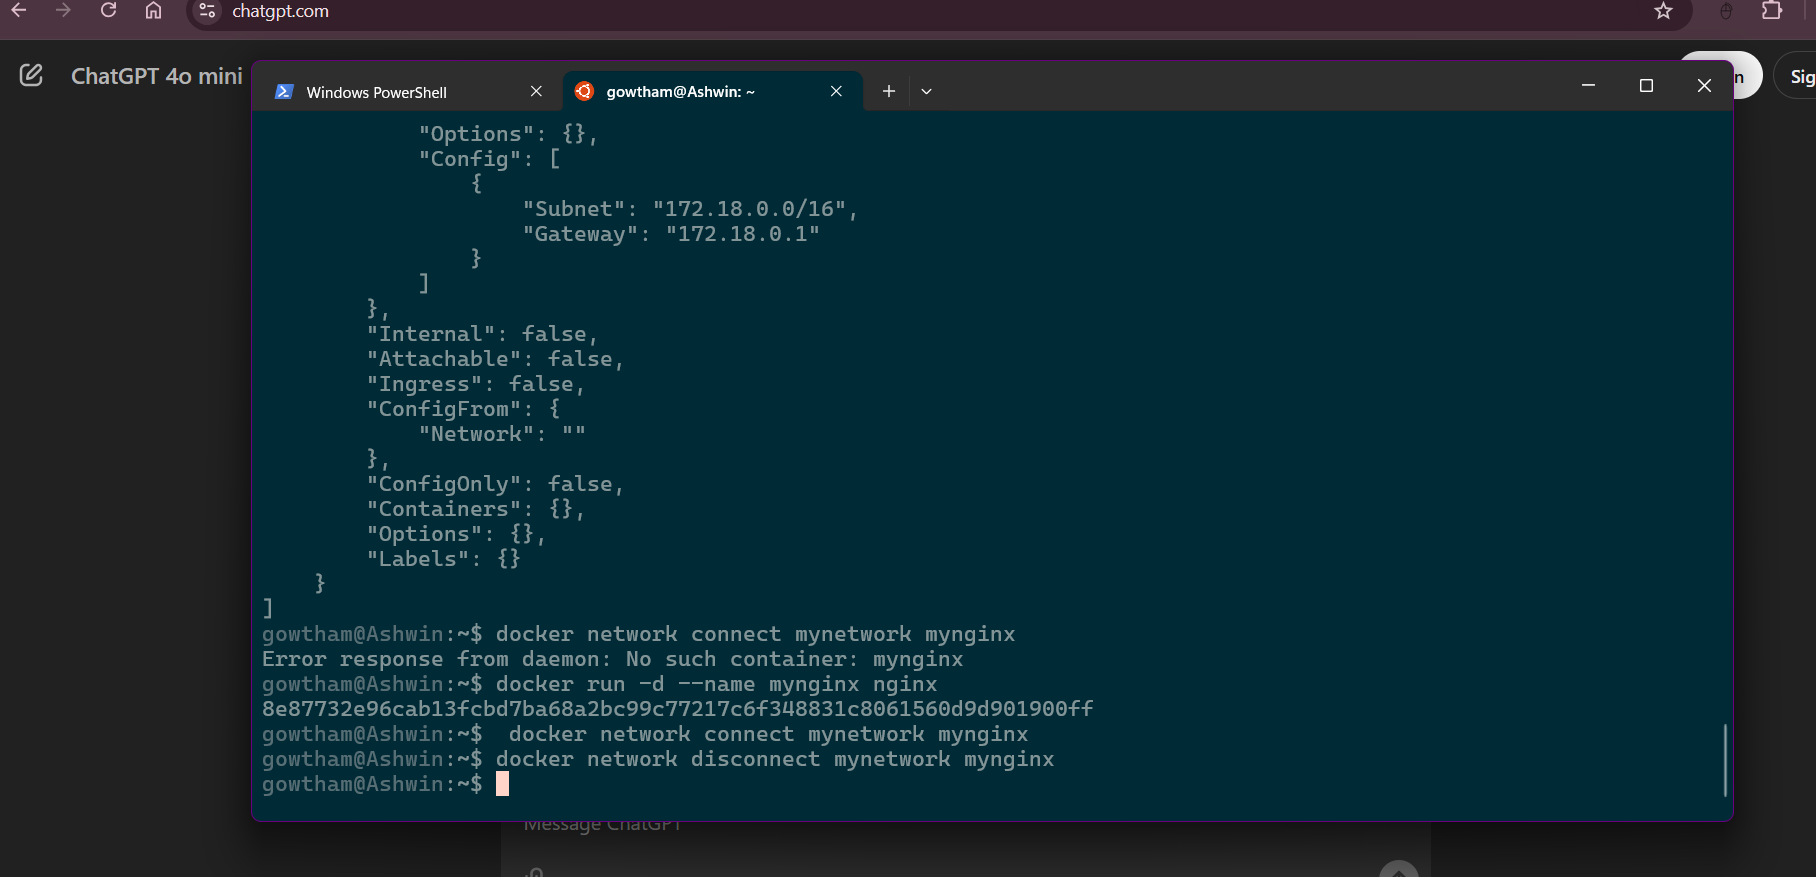 chatgpt.com
ChatGPT 4o mini
Windows PowerShell
gowtham@Ashwin: ~
"Options": {},
"Config": [
{
"Subnet": "172.18.0.0/16",
"Gateway": "172.18.0.1"
}
]
},
"Internal": false,
"Attachable": false,
"Ingress": false,
"ConfigFrom": {
"Network": ""
},
"ConfigOnly": false,
"Containers": {},
"Options": {},
"Labels": {}
}
]
gowtham@Ashwin:~$ docker network connect mynetwork mynginx
Error response from daemon: No such container: mynginx
gowtham@Ashwin:~$ docker run -d --name mynginx nginx
8e87732e96cab13fcbd7ba68a2bc99c77217c6f348831c8061560d9d901900ff
gowtham@Ashwin:~$  docker network connect mynetwork mynginx
gowtham@Ashwin:~$ docker network disconnect mynetwork mynginx
gowtham@Ashwin:~$
Message ChatGPT